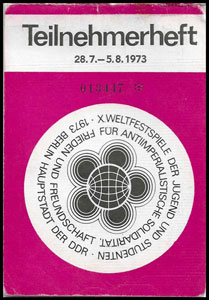 Teilnehmerheft
28.7.—5.8.1973
X. WELTFESTSPIELE DER JUGEND UND STUDENTEN
BERLIN HAUPTSTADT DER DDR · 1973
FÜR ANTIIMPERIALISTISCHE SOLIDARITÄT, FRIEDEN UND FREUNDSCHAFT